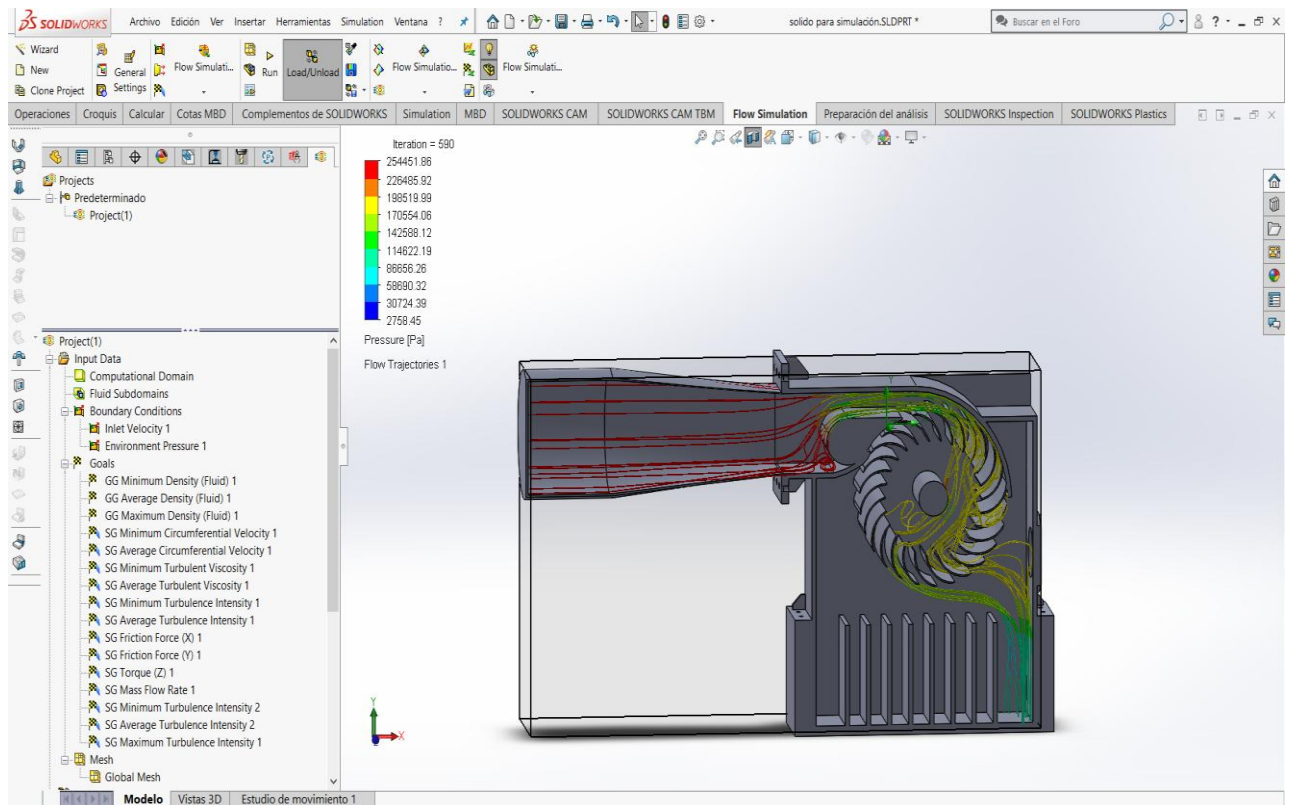 SOLIDWORKS Archivo Edición Ver Insertar Herramientas Simulation Ventana ? solido para simulación.SLDPRT * Buscar en el Foro ?
Wizard
New
Clone Project
General
Settings
Flow Simulati...
Run
Load/Unload
Flow Simulatio...
Flow Simulati...
Operaciones Croquis Calcular Cotas MBD Complementos de SOLIDWORKS Simulation MBD SOLIDWORKS CAM SOLIDWORKS CAM TBM Flow Simulation Preparación del análisis SOLIDWORKS Inspection SOLIDWORKS Plastics
Projects
Predeterminado
Project(1)
Project(1)
Input Data
Computational Domain
Fluid Subdomains
Boundary Conditions
Inlet Velocity 1
Environment Pressure 1
Goals
GG Minimum Density (Fluid) 1
GG Average Density (Fluid) 1
GG Maximum Density (Fluid) 1
SG Minimum Circumferential Velocity 1
SG Average Circumferential Velocity 1
SG Minimum Turbulent Viscosity 1
SG Average Turbulent Viscosity 1
SG Minimum Turbulence Intensity 1
SG Average Turbulence Intensity 1
SG Friction Force (X) 1
SG Friction Force (Y) 1
SG Torque (Z) 1
SG Mass Flow Rate 1
SG Minimum Turbulence Intensity 2
SG Average Turbulence Intensity 2
SG Maximum Turbulence Intensity 1
Mesh
Global Mesh
Iteration = 590
254451.86
226485.92
198519.99
170554.06
142588.12
114622.19
86656.26
58690.32
30724.39
2758.45
Pressure [Pa]
Flow Trajectories 1
Y
Y
X
Modelo Vistas 3D Estudio de movimiento 1